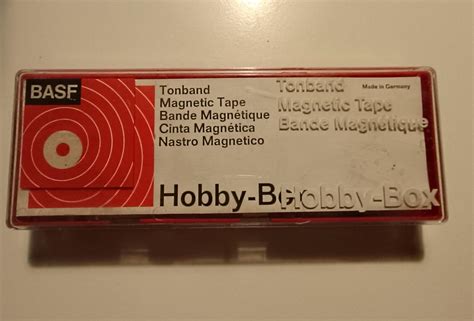 BASF
Tonband
Magnetic Tape
Bande Magnétique
Cinta Magnética
Nastro Magnetico
Hobby-Bo
Tonband
Magnetic Tape
Bande Magnétique
Hobby-Box
Made in Germany